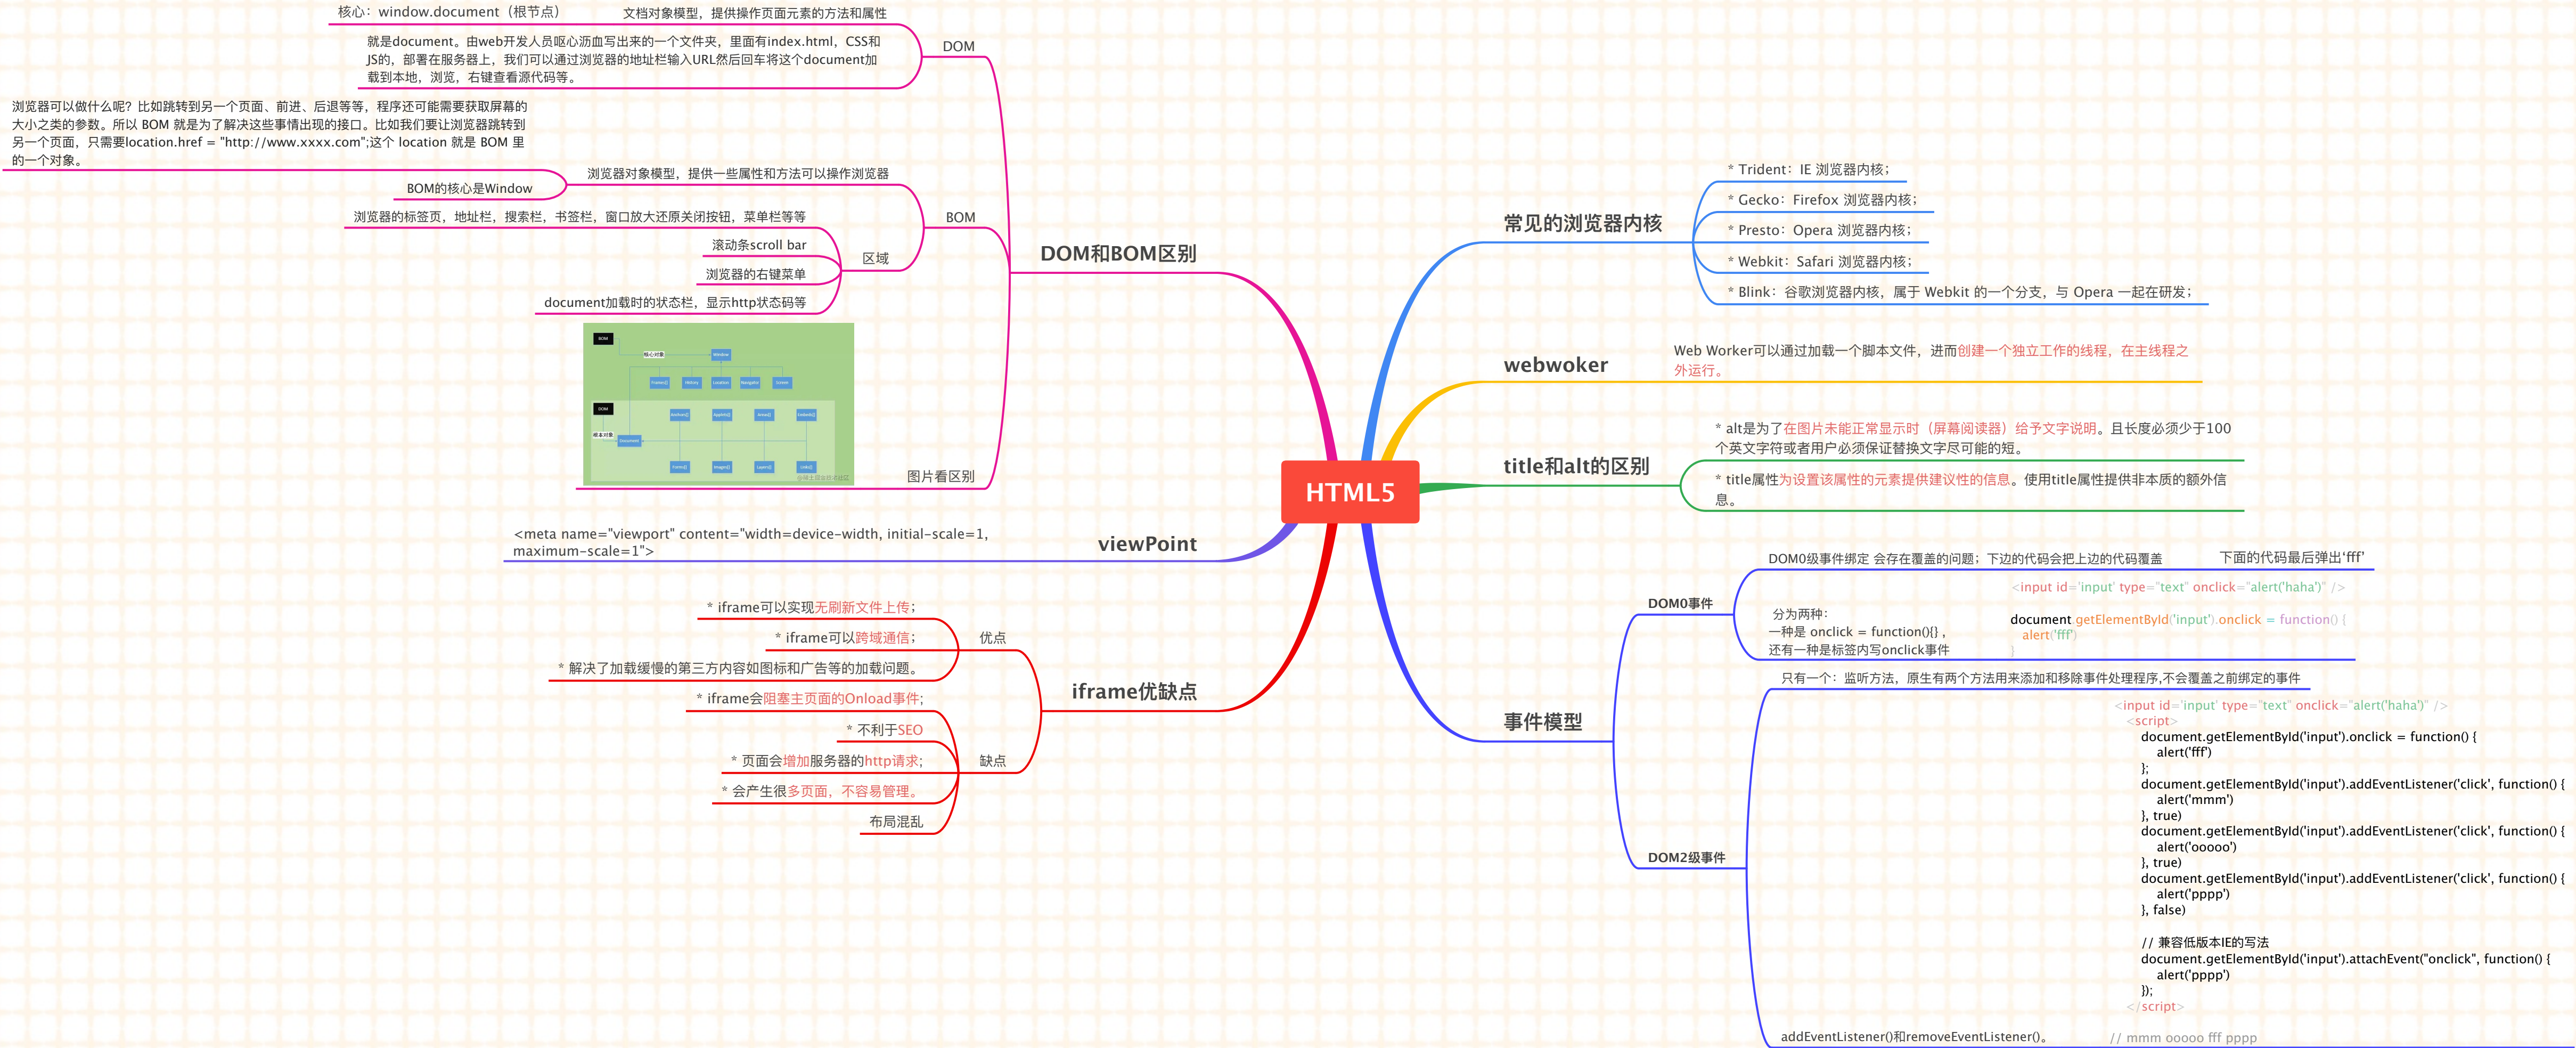 HTML5
DOM和BOM区别
DOM
核心：window.document（根节点）
文档对象模型，提供操作页面元素的方法和属性
就是document。由web开发人员呕心沥血写出来的一个文件夹，里面有index.html，CSS和
JS的，部署在服务器上，我们可以通过浏览器的地址栏输入URL然后回车将这个document加
载到本地，浏览，右键查看源代码等。
BOM
浏览器对象模型，提供一些属性和方法可以操作浏览器
浏览器可以做什么呢？比如跳转到另一个页面、前进、后退等等，程序还可能需要获取屏幕的
大小之类的参数。所以 BOM 就是为了解决这些事情出现的接口。比如我们要让浏览器跳转到
另一个页面，只需要location.href = "http://www.xxxx.com";这个 location 就是 BOM 里
的一个对象。
BOM的核心是Window
区域
浏览器的标签页，地址栏，搜索栏，书签栏，窗口放大还原关闭按钮，菜单栏等等
滚动条scroll bar
浏览器的右键菜单
document加载时的状态栏，显示http状态码等
图片看区别
BOM
核心对象
Window
Frames[]
History
Location
Navigator
Screen
DOM
根本对象
Document
Anchors[]
Applets[]
Areas[]
Embeds[]
Forms[]
Images[]
Layers[]
Links[]
viewPoint
<meta name="viewport" content="width=device-width, initial-scale=1,
maximum-scale=1">
iframe优缺点
优点
* iframe可以实现无刷新文件上传；
* iframe可以跨域通信；
* 解决了加载缓慢的第三方内容如图标和广告等的加载问题。
缺点
* iframe会阻塞主页面的Onload事件;
* 不利于SEO
* 页面会增加服务器的http请求;
* 会产生很多页面，不容易管理。
布局混乱
常见的浏览器内核
* Trident：IE 浏览器内核；
* Gecko：Firefox 浏览器内核；
* Presto：Opera 浏览器内核；
* Webkit：Safari 浏览器内核；
* Blink：谷歌浏览器内核，属于 Webkit 的一个分支，与 Opera 一起在研发；
webwoker
Web Worker可以通过加载一个脚本文件，进而创建一个独立工作的线程，在主线程之
外运行。
title和alt的区别
* alt是为了在图片未能正常显示时（屏幕阅读器）给予文字说明。且长度必须少于100
个英文字符或者用户必须保证替换文字尽可能的短。
* title属性为设置该属性的元素提供建议性的信息。使用title属性提供非本质的额外信
息。
事件模型
DOM0事件
DOM0级事件绑定 会存在覆盖的问题；下边的代码会把上边的代码覆盖
下面的代码最后弹出‘fff’
分为两种：
一种是 onclick = function(){} ,
还有一种是标签内写onclick事件
<input id='input' type="text" onclick="alert('haha')" />
document.getElementById('input').onclick = function() {
alert('fff')
}
DOM2级事件
只有一个：监听方法，原生有两个方法用来添加和移除事件处理程序,不会覆盖之前绑定的事件
addEventListener()和removeEventListener()。
<input id='input' type="text" onclick="alert('haha')" />
<script>
document.getElementById('input').onclick = function() {
alert('fff')
};
document.getElementById('input').addEventListener('click', function() {
alert('mmm')
}, true)
document.getElementById('input').addEventListener('click', function() {
alert('ooooo')
}, true)
document.getElementById('input').addEventListener('click', function() {
alert('pppp')
}, false)
// 兼容低版本IE的写法
document.getElementById('input').attachEvent("onclick", function() {
alert('pppp')
});
</script>
// mmm ooooo fff pppp